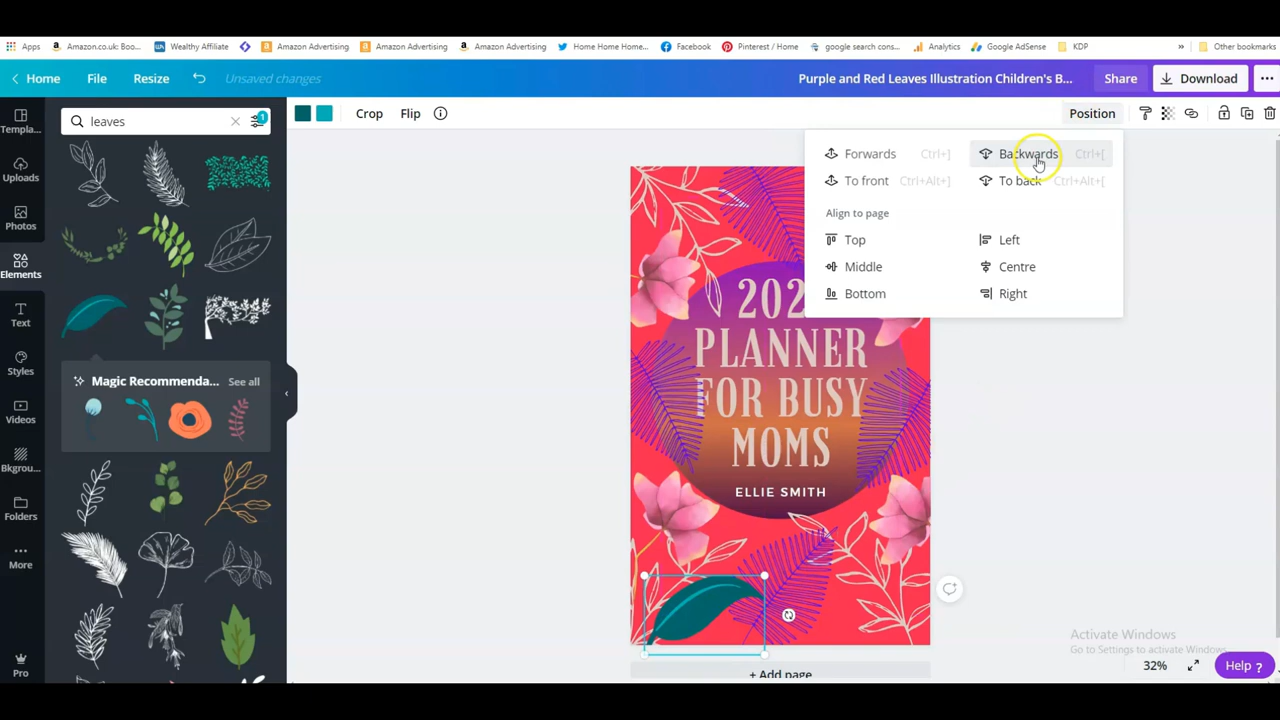 Apps Amazon.co.uk: Boo... Wealthy Affiliate Amazon Advertising Amazon Advertising Amazon Advertising Home Home Home... Facebook Pinterest / Home google search cons... Analytics Google AdSense KDP » Other bookmarks
Home File Resize Unsaved changes Purple and Red Leaves Illustration Children's B... Share Download ...
Templa... leaves 1 Crop Flip Position
Uploads
Photos
Elements
Text
Styles
Videos
Bkgrou...
Folders
More
Pro
Magic Recommenda... See all
Forwards Ctrl+] Backwards Ctrl+[
To front Ctrl+Alt+] To back Ctrl+Alt+[
Align to page
Top Left
Middle Centre
Bottom Right
202
PLANNER
FOR BUSY
MOMS
ELLIE SMITH
+ Add page
Activate Windows
Go to Settings to activate Windows.
32% Help ?